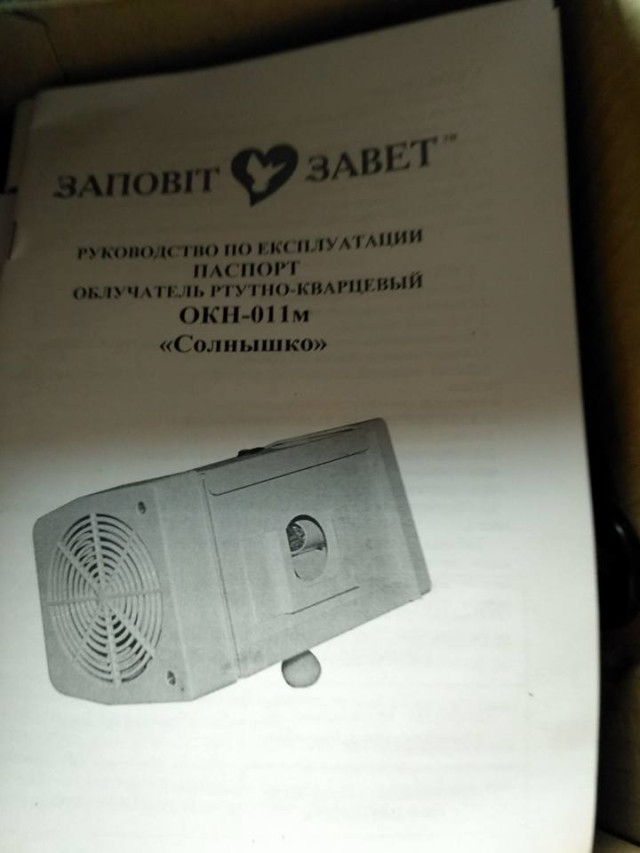 ЗАПОВІТ ЗАВЕТ™
РУКОВОДСТВО ПО ЕКСПЛУАТАЦИИ
ПАСПОРТ
ОБЛУЧАТЕЛЬ РТУТНО-КВАРЦЕВЫЙ
ОКН-011м
«Солнышко»